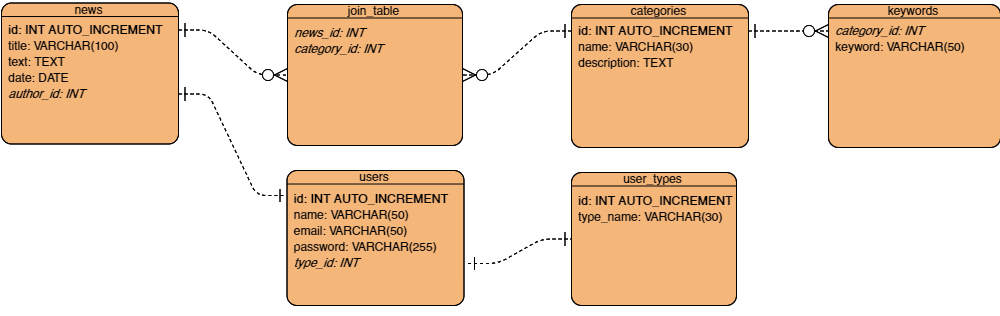 news
id: INT AUTO_INCREMENT
title: VARCHAR(100)
text: TEXT
date: DATE
author_id: INT
join_table
news_id: INT
category_id: INT
categories
id: INT AUTO_INCREMENT
name: VARCHAR(30)
description: TEXT
keywords
category_id: INT
keyword: VARCHAR(50)
users
id: INT AUTO_INCREMENT
name: VARCHAR(50)
email: VARCHAR(50)
password: VARCHAR(255)
type_id: INT
user_types
id: INT AUTO_INCREMENT
type_name: VARCHAR(30)